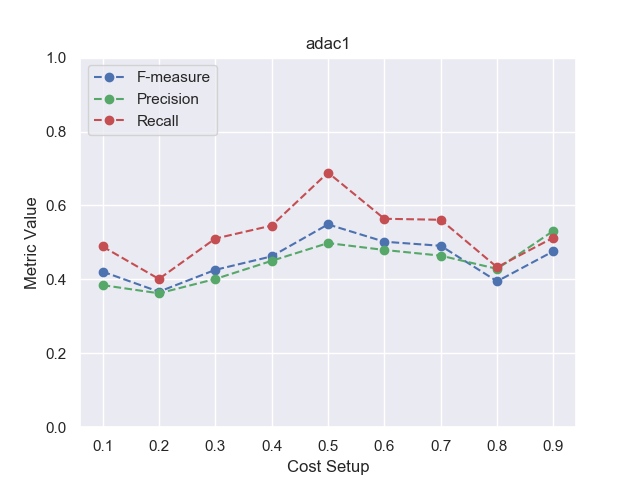 adac1
1.0
0.8
0.6
0.4
0.2
0.0
Metric Value
F-measure
Precision
Recall
0.1 0.2 0.3 0.4 0.5 0.6 0.7 0.8 0.9
Cost Setup